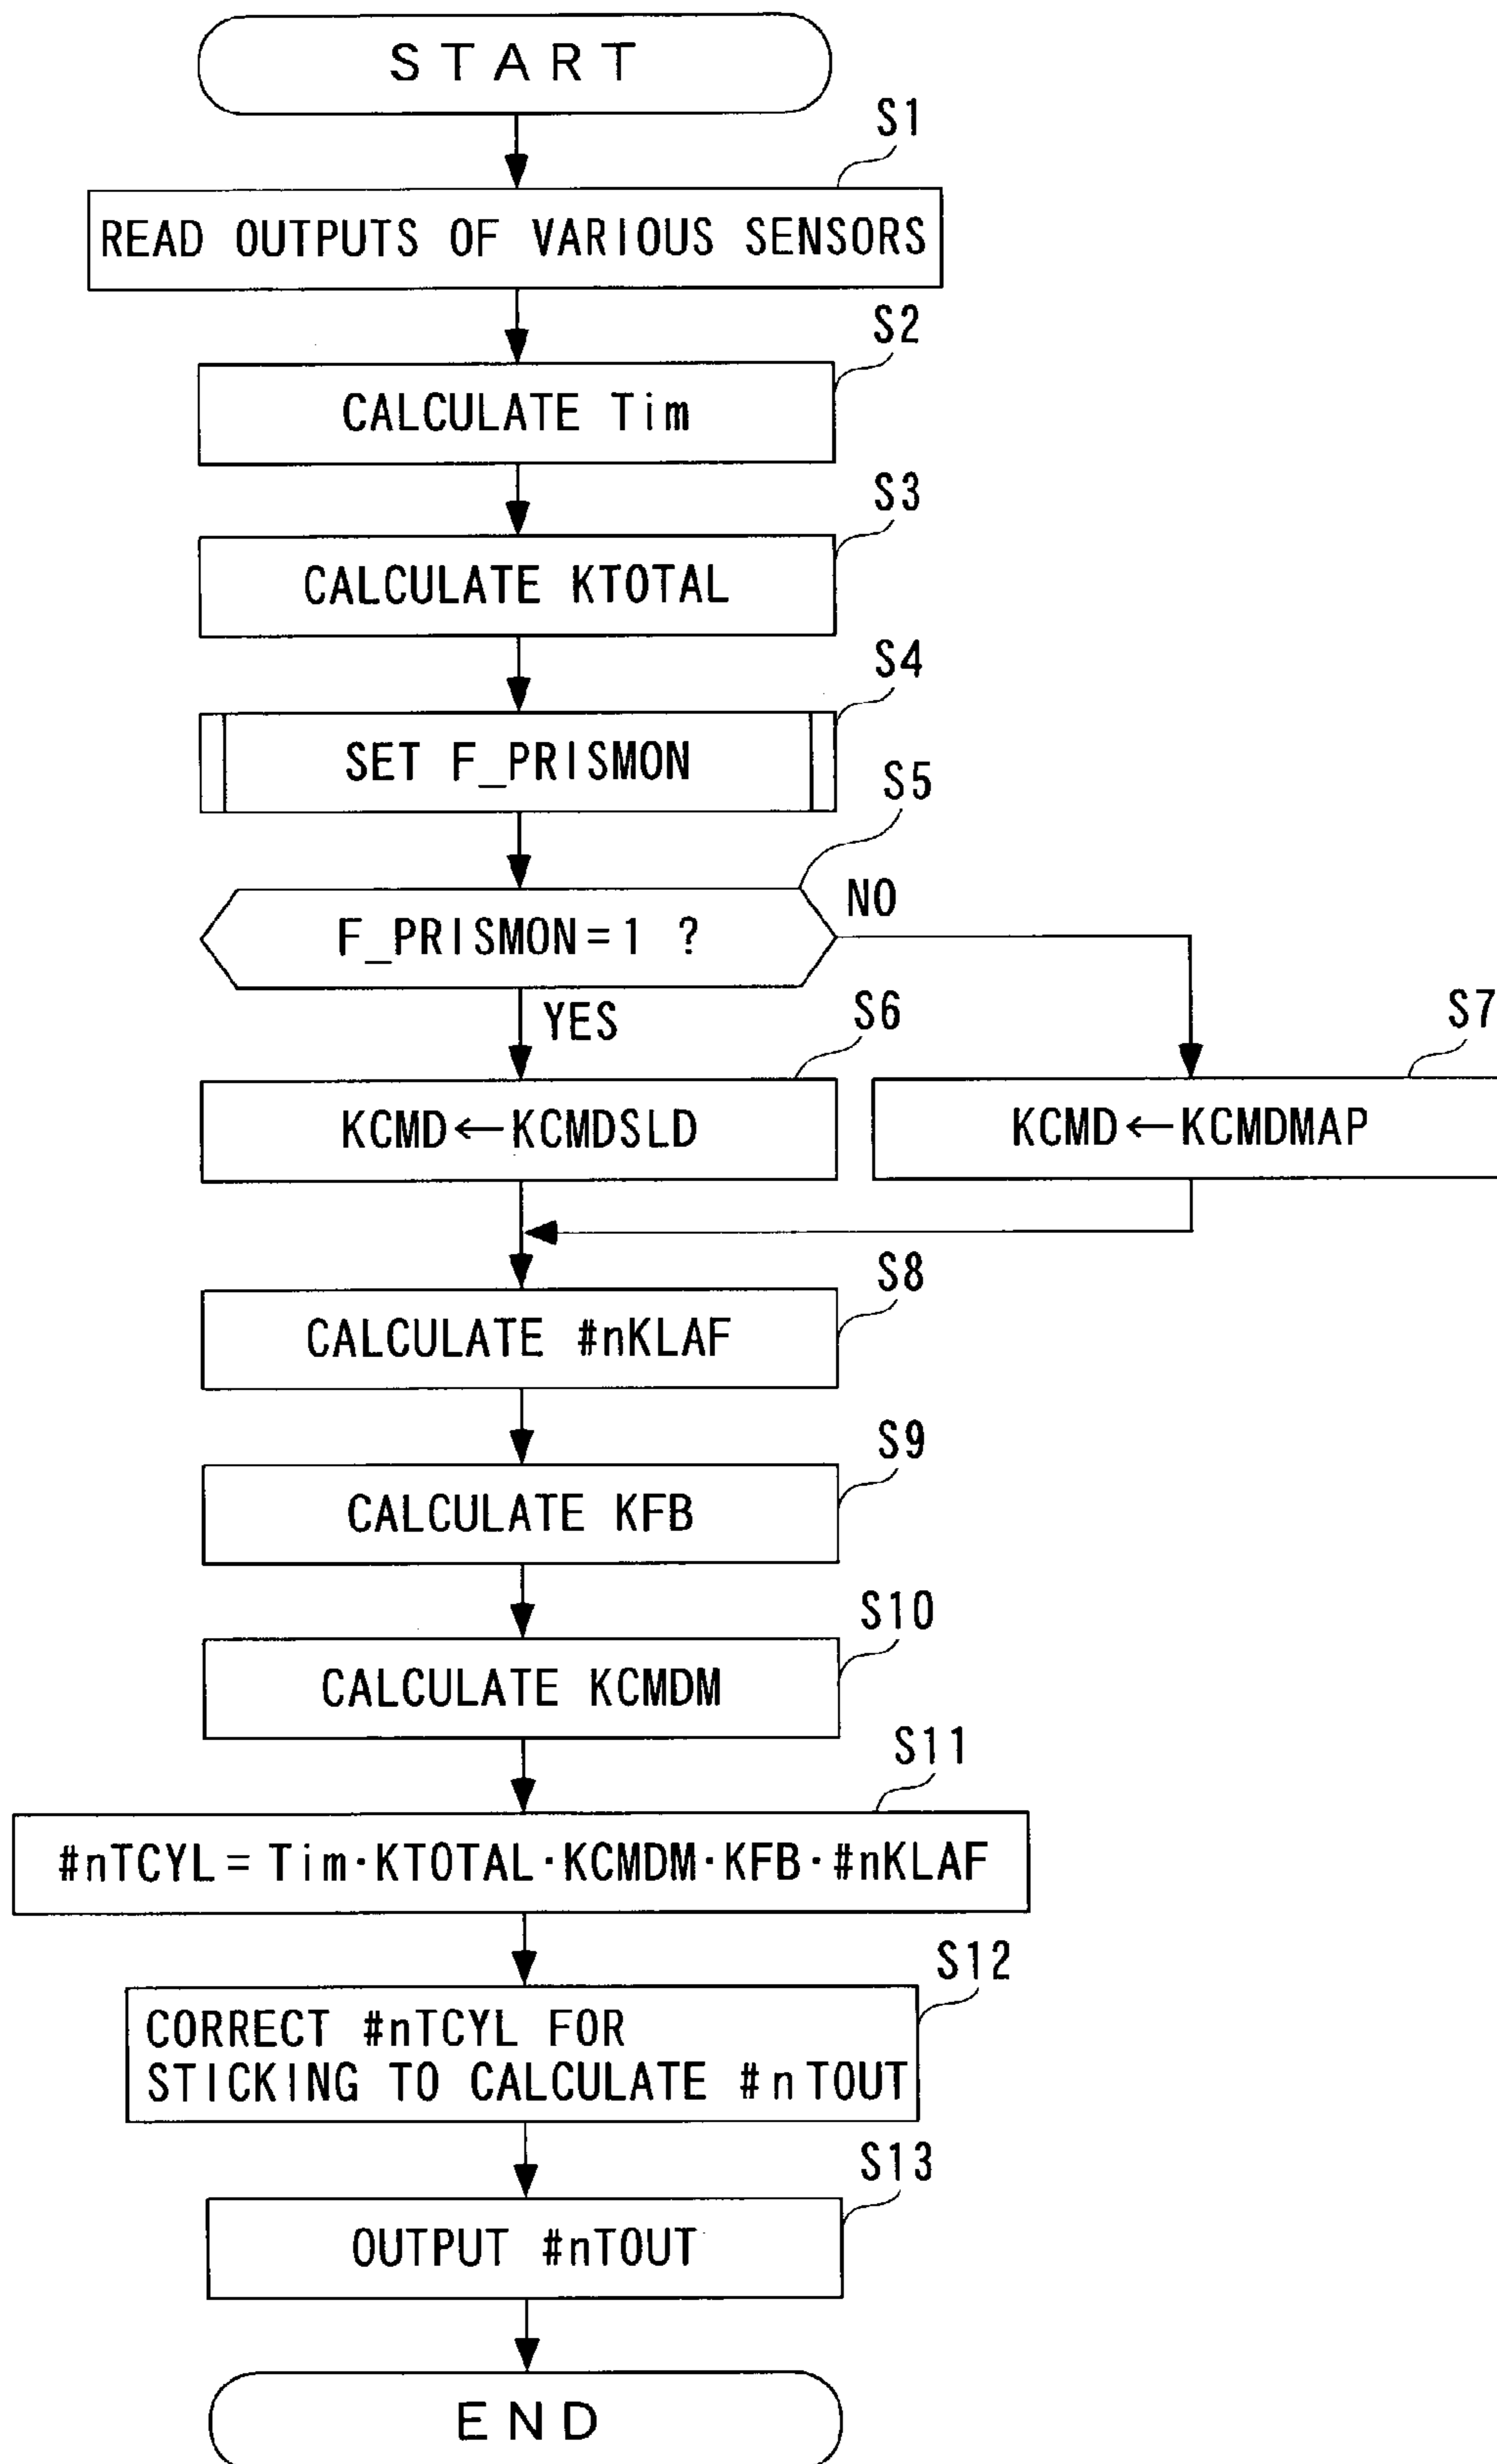 START
S1
READ OUTPUTS OF VARIOUS SENSORS
S2
CALCULATE Tim
S3
CALCULATE KTOTAL
S4
SET F_PRISMON
S5
F_PRISMON=1 ?
NO
YES
S6
KCMD←KCMDSLD
S7
KCMD←KCMDMAP
S8
CALCULATE #nKLAF
S9
CALCULATE KFB
S10
CALCULATE KCMDM
S11
#nTCYL=Tim·KTOTAL·KCMDM·KFB·#nKLAF
S12
CORRECT #nTCYL FOR
STICKING TO CALCULATE #nTOUT
S13
OUTPUT #nTOUT
END